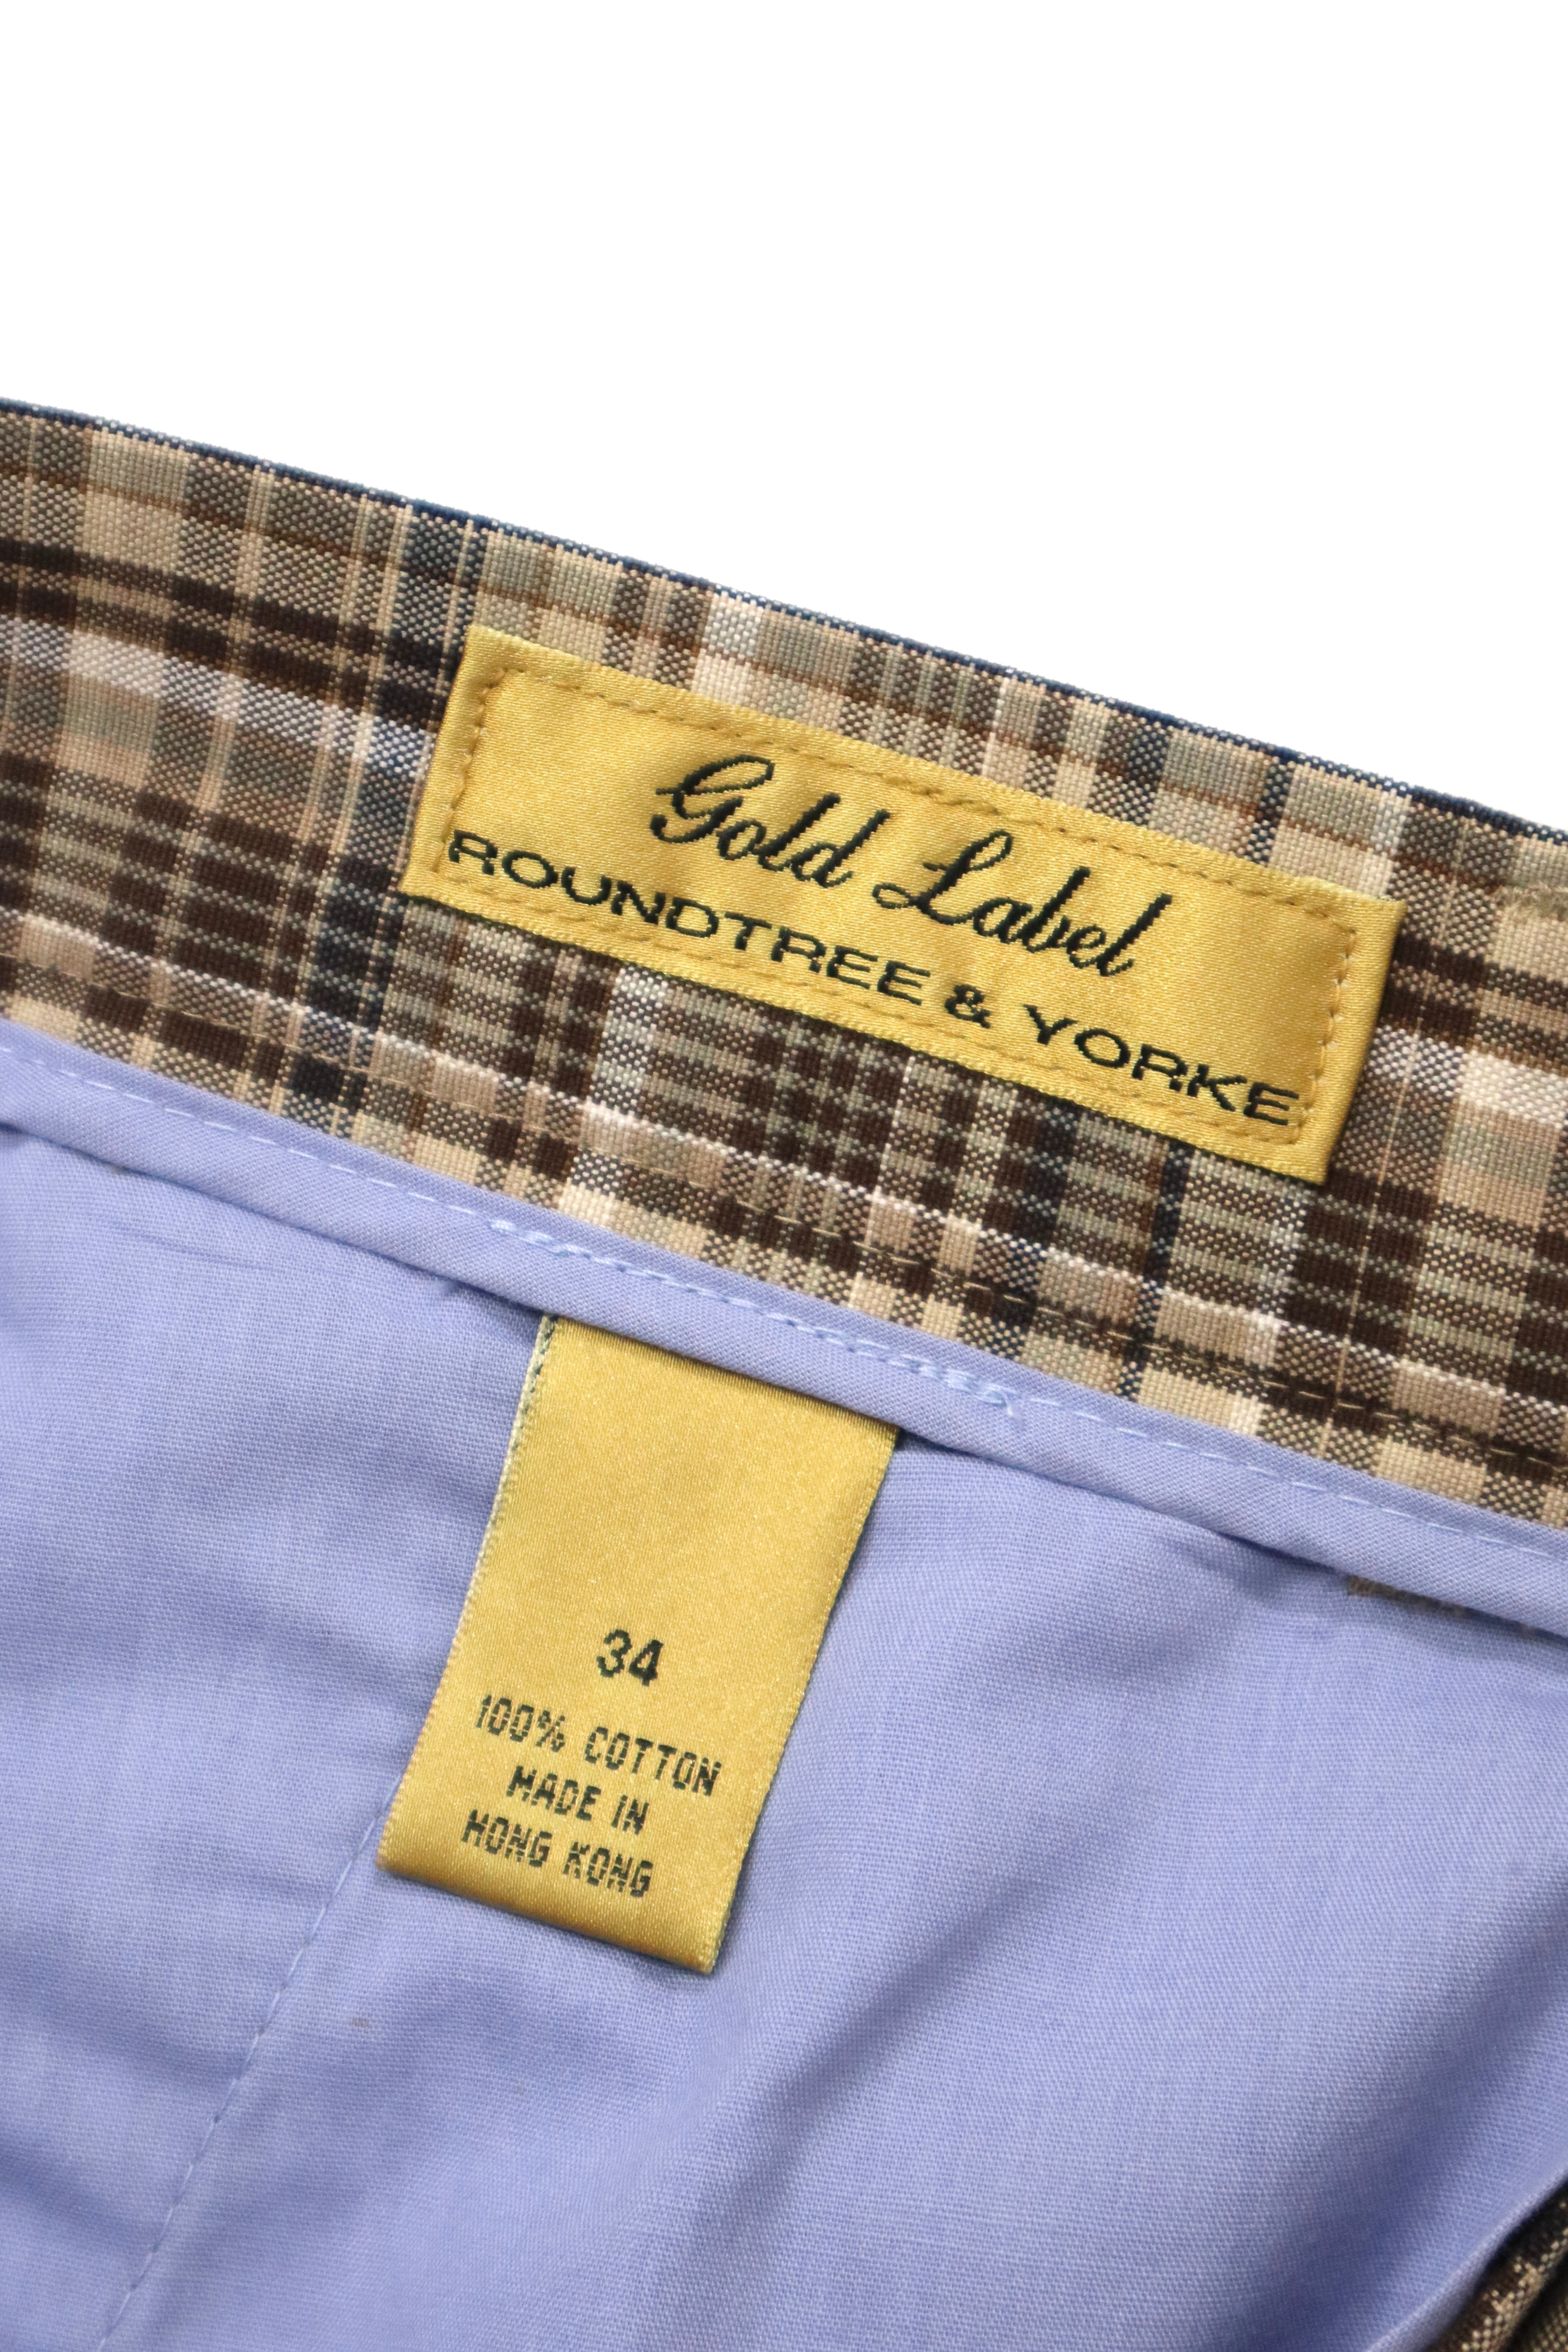 Gold Label
ROUNDTREE & YORKE
34
100% COTTON
MADE IN
HONG KONG